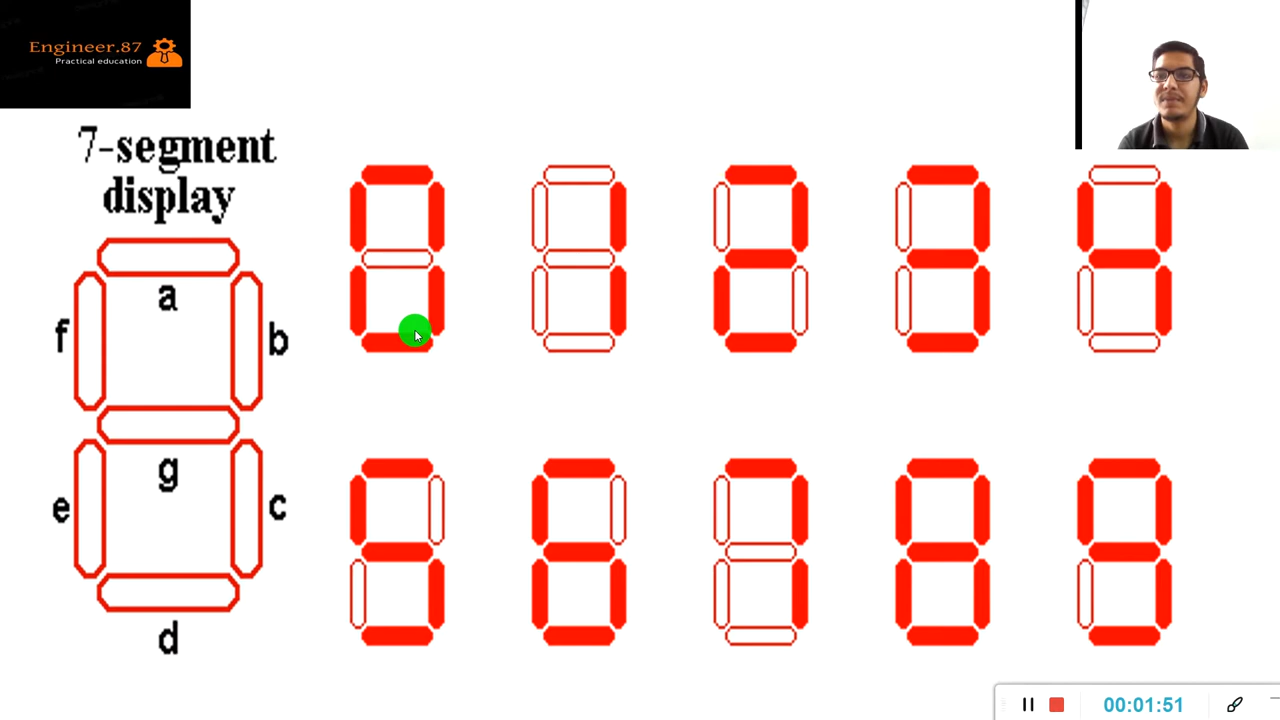 Engineer.87
Practical education
7-segment
display
a
f
b
g
e
c
d
00:01:51